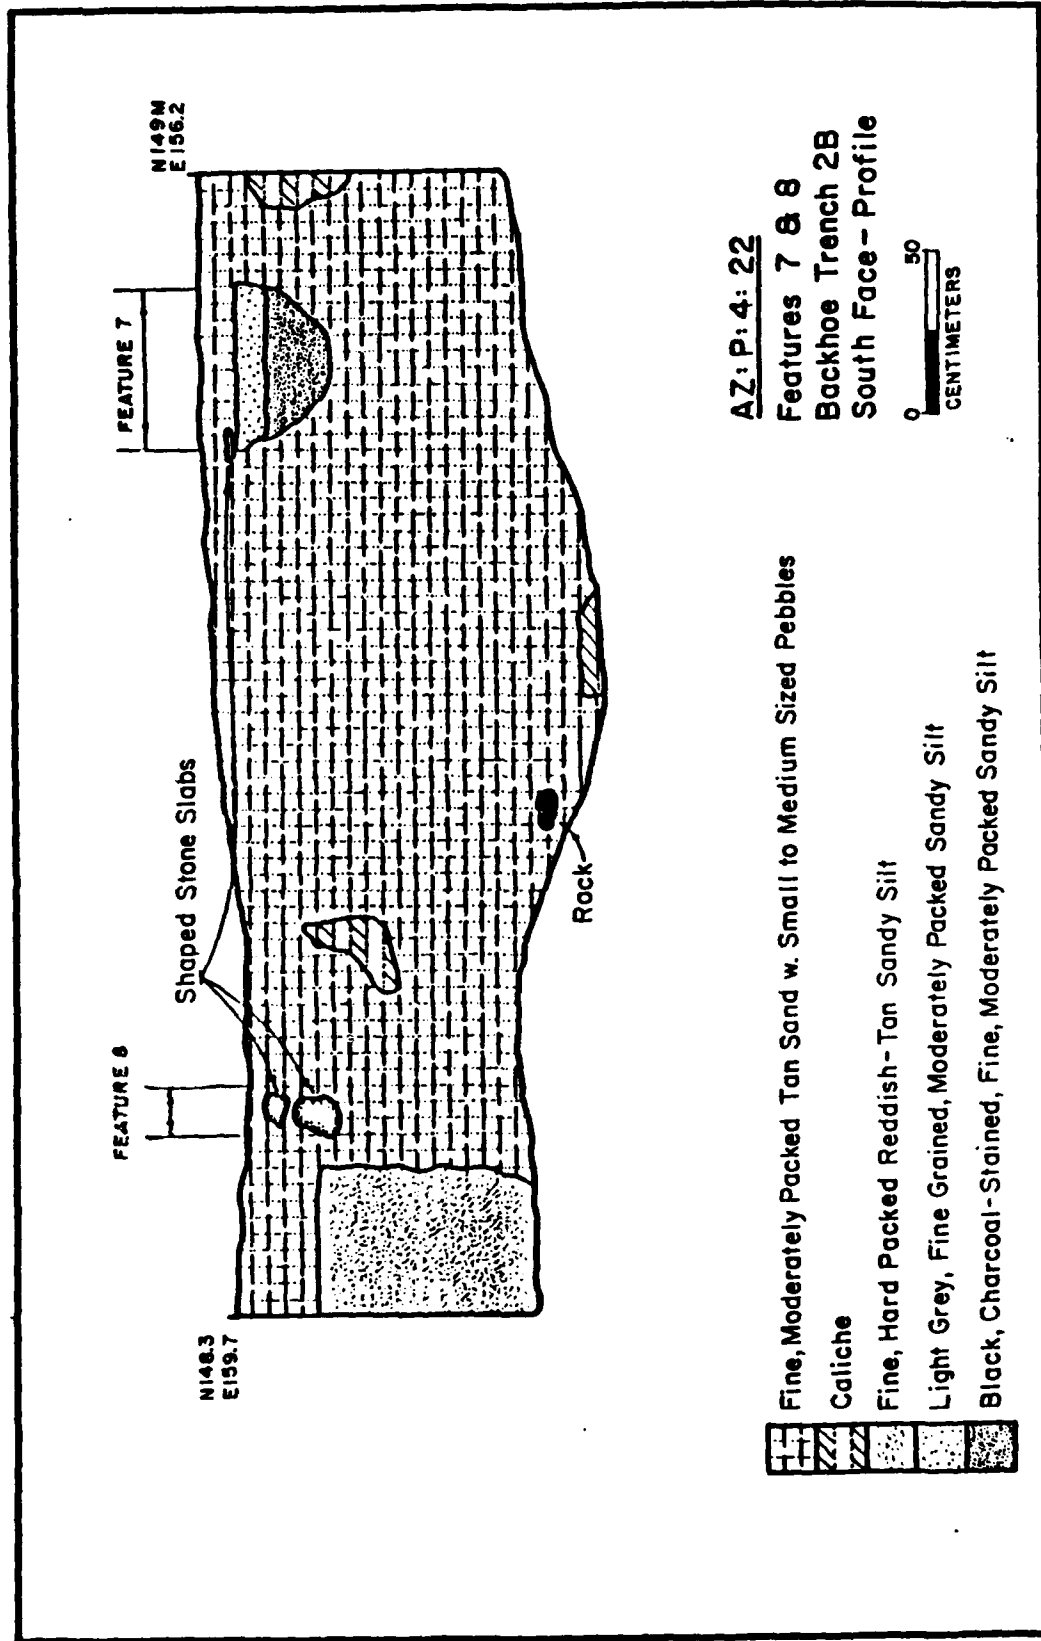 N149M
E156.2
FEATURE 7
Shaped Stone Slabs
FEATURE 8
N148.3
E159.7
Rock
AZ:P:4:22
Features 7 & 8
Backhoe Trench 2B
South Face-Profile
0 50
CENTIMETERS
Fine, Moderately Packed Tan Sand w. Small to Medium Sized Pebbles
Caliche
Fine, Hard Packed Reddish-Tan Sandy Silt
Light Grey, Fine Grained, Moderately Packed Sandy Silt
Black, Charcoal-Stained, Fine, Moderately Packed Sandy Silt